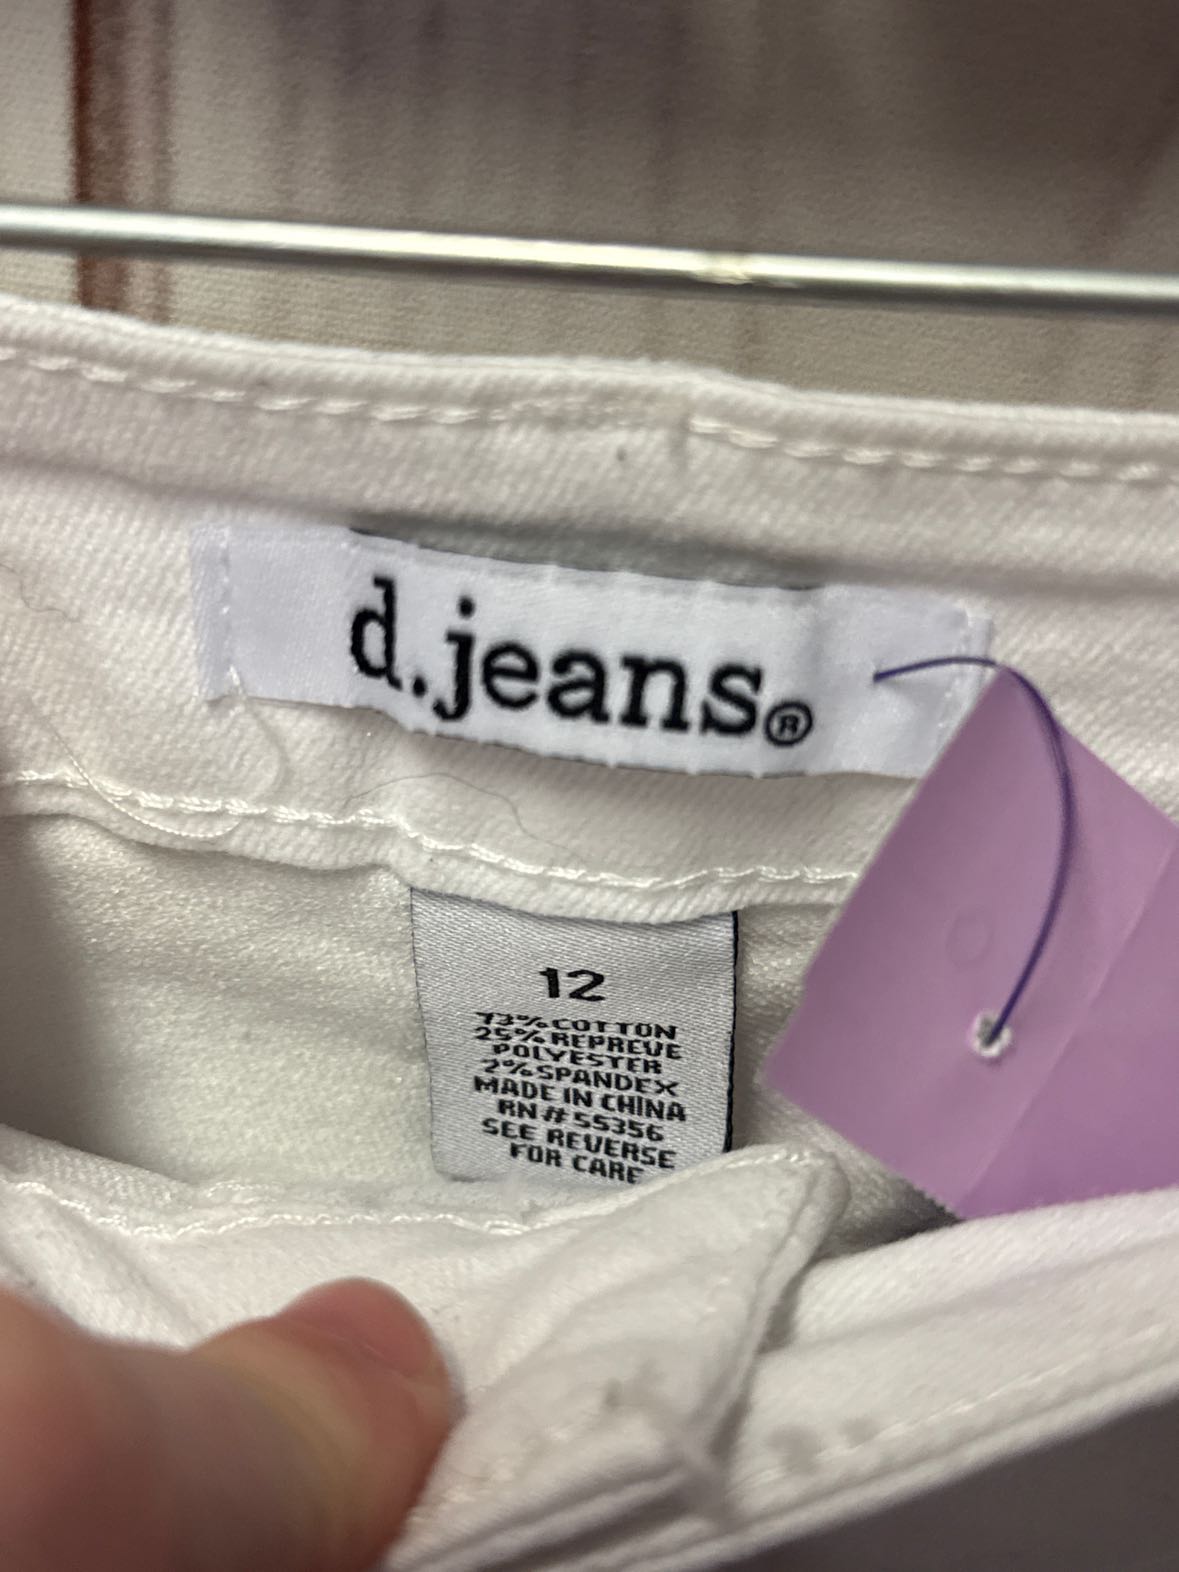 d.jeans®
12
73% COTTON
25% REPREVE
POLYESTER
2% SPANDEX
MADE IN CHINA
RN # 55356
SEE REVERSE
FOR CARE